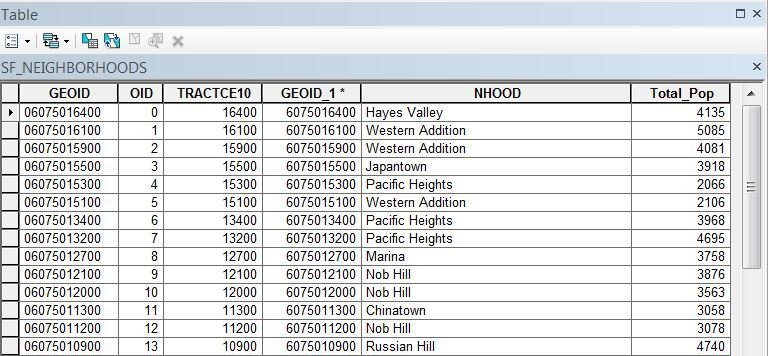 Table
SF_NEIGHBORHOODS
GEOID OID TRACTCE10 GEOID_1 * NHOOD Total_Pop
06075016400 0 16400 6075016400 Hayes Valley 4135
06075016100 1 16100 6075016100 Western Addition 5085
06075015900 2 15900 6075015900 Western Addition 4081
06075015500 3 15500 6075015500 Japantown 3918
06075015300 4 15300 6075015300 Pacific Heights 2066
06075015100 5 15100 6075015100 Western Addition 2106
06075013400 6 13400 6075013400 Pacific Heights 3968
06075013200 7 13200 6075013200 Pacific Heights 4695
06075012700 8 12700 6075012700 Marina 3758
06075012100 9 12100 6075012100 Nob Hill 3876
06075012000 10 12000 6075012000 Nob Hill 3563
06075011300 11 11300 6075011300 Chinatown 3058
06075011200 12 11200 6075011200 Nob Hill 3078
06075010900 13 10900 6075010900 Russian Hill 4740